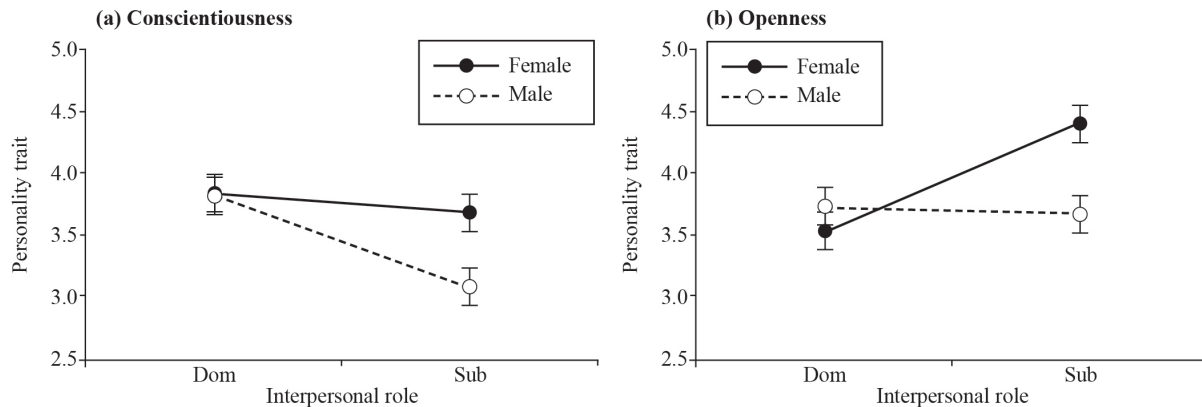 (a) Conscientiousness
5.0
4.5
4.0
3.5
3.0
2.5
Personality trait
Female
Male
Dom
Sub
Interpersonal role
(b) Openness
5.0
4.5
4.0
3.5
3.0
2.5
Personality trait
Female
Male
Dom
Sub
Interpersonal role